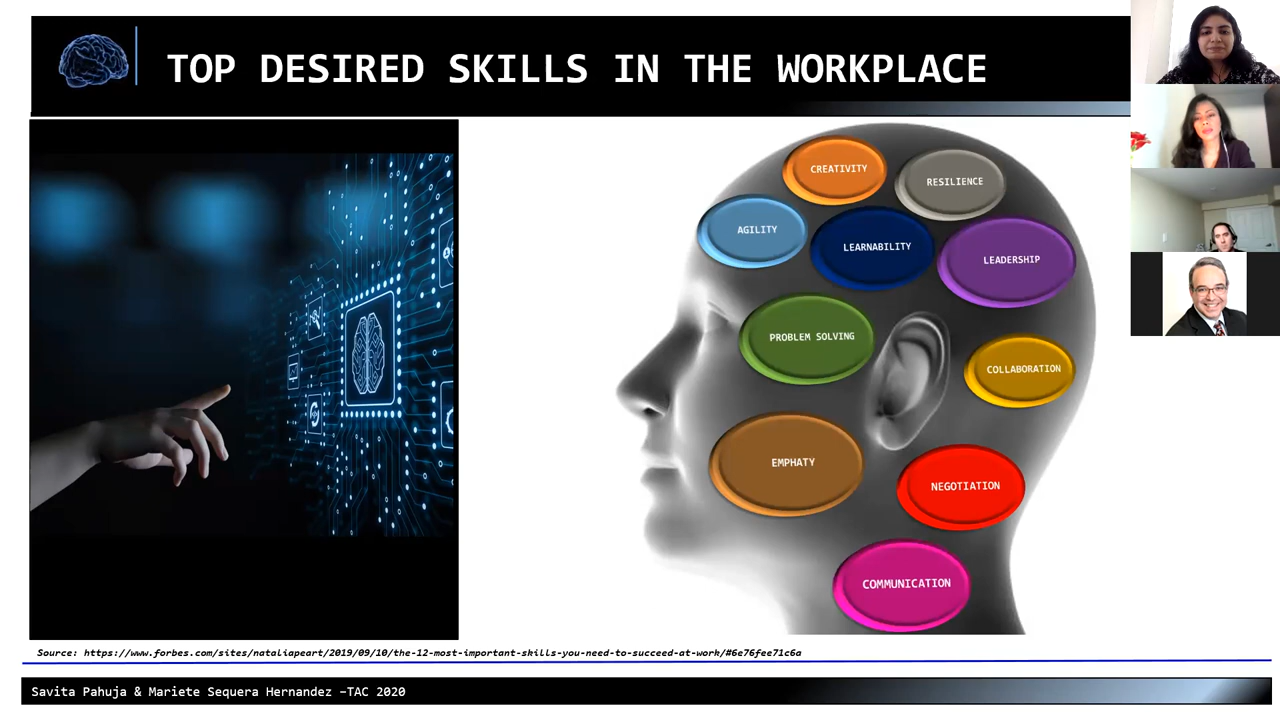 TOP DESIRED SKILLS IN THE WORKPLACE
CREATIVITY
RESILIENCE
AGILITY
LEARNABILITY
LEADERSHIP
PROBLEM SOLVING
COLLABORATION
EMPHATY
NEGOTIATION
COMMUNICATION
Source: https://www.forbes.com/sites/nataliapeart/2019/09/10/the-12-most-important-skills-you-need-to-succeed-at-work/#6e76fee71c6a
Savita Pahuja & Mariete Sequera Hernandez –TAC 2020